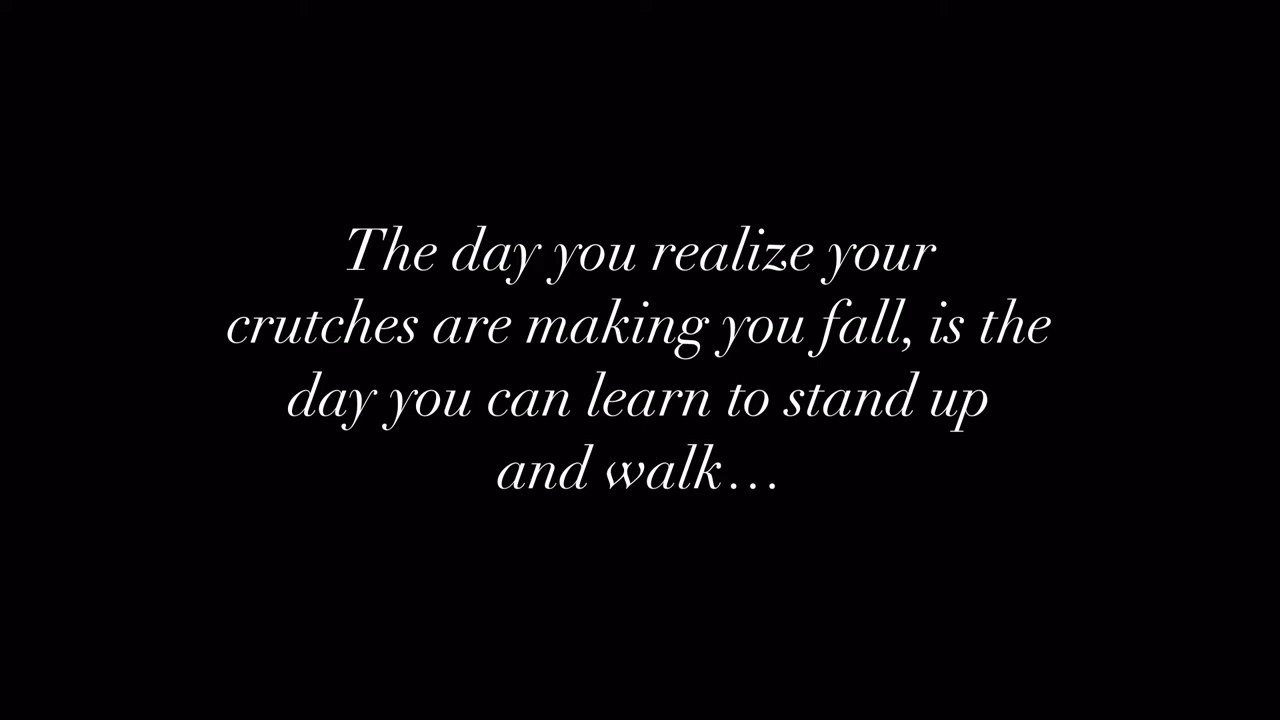 The day you realize your
crutches are making you fall, is the
day you can learn to stand up
and walk…